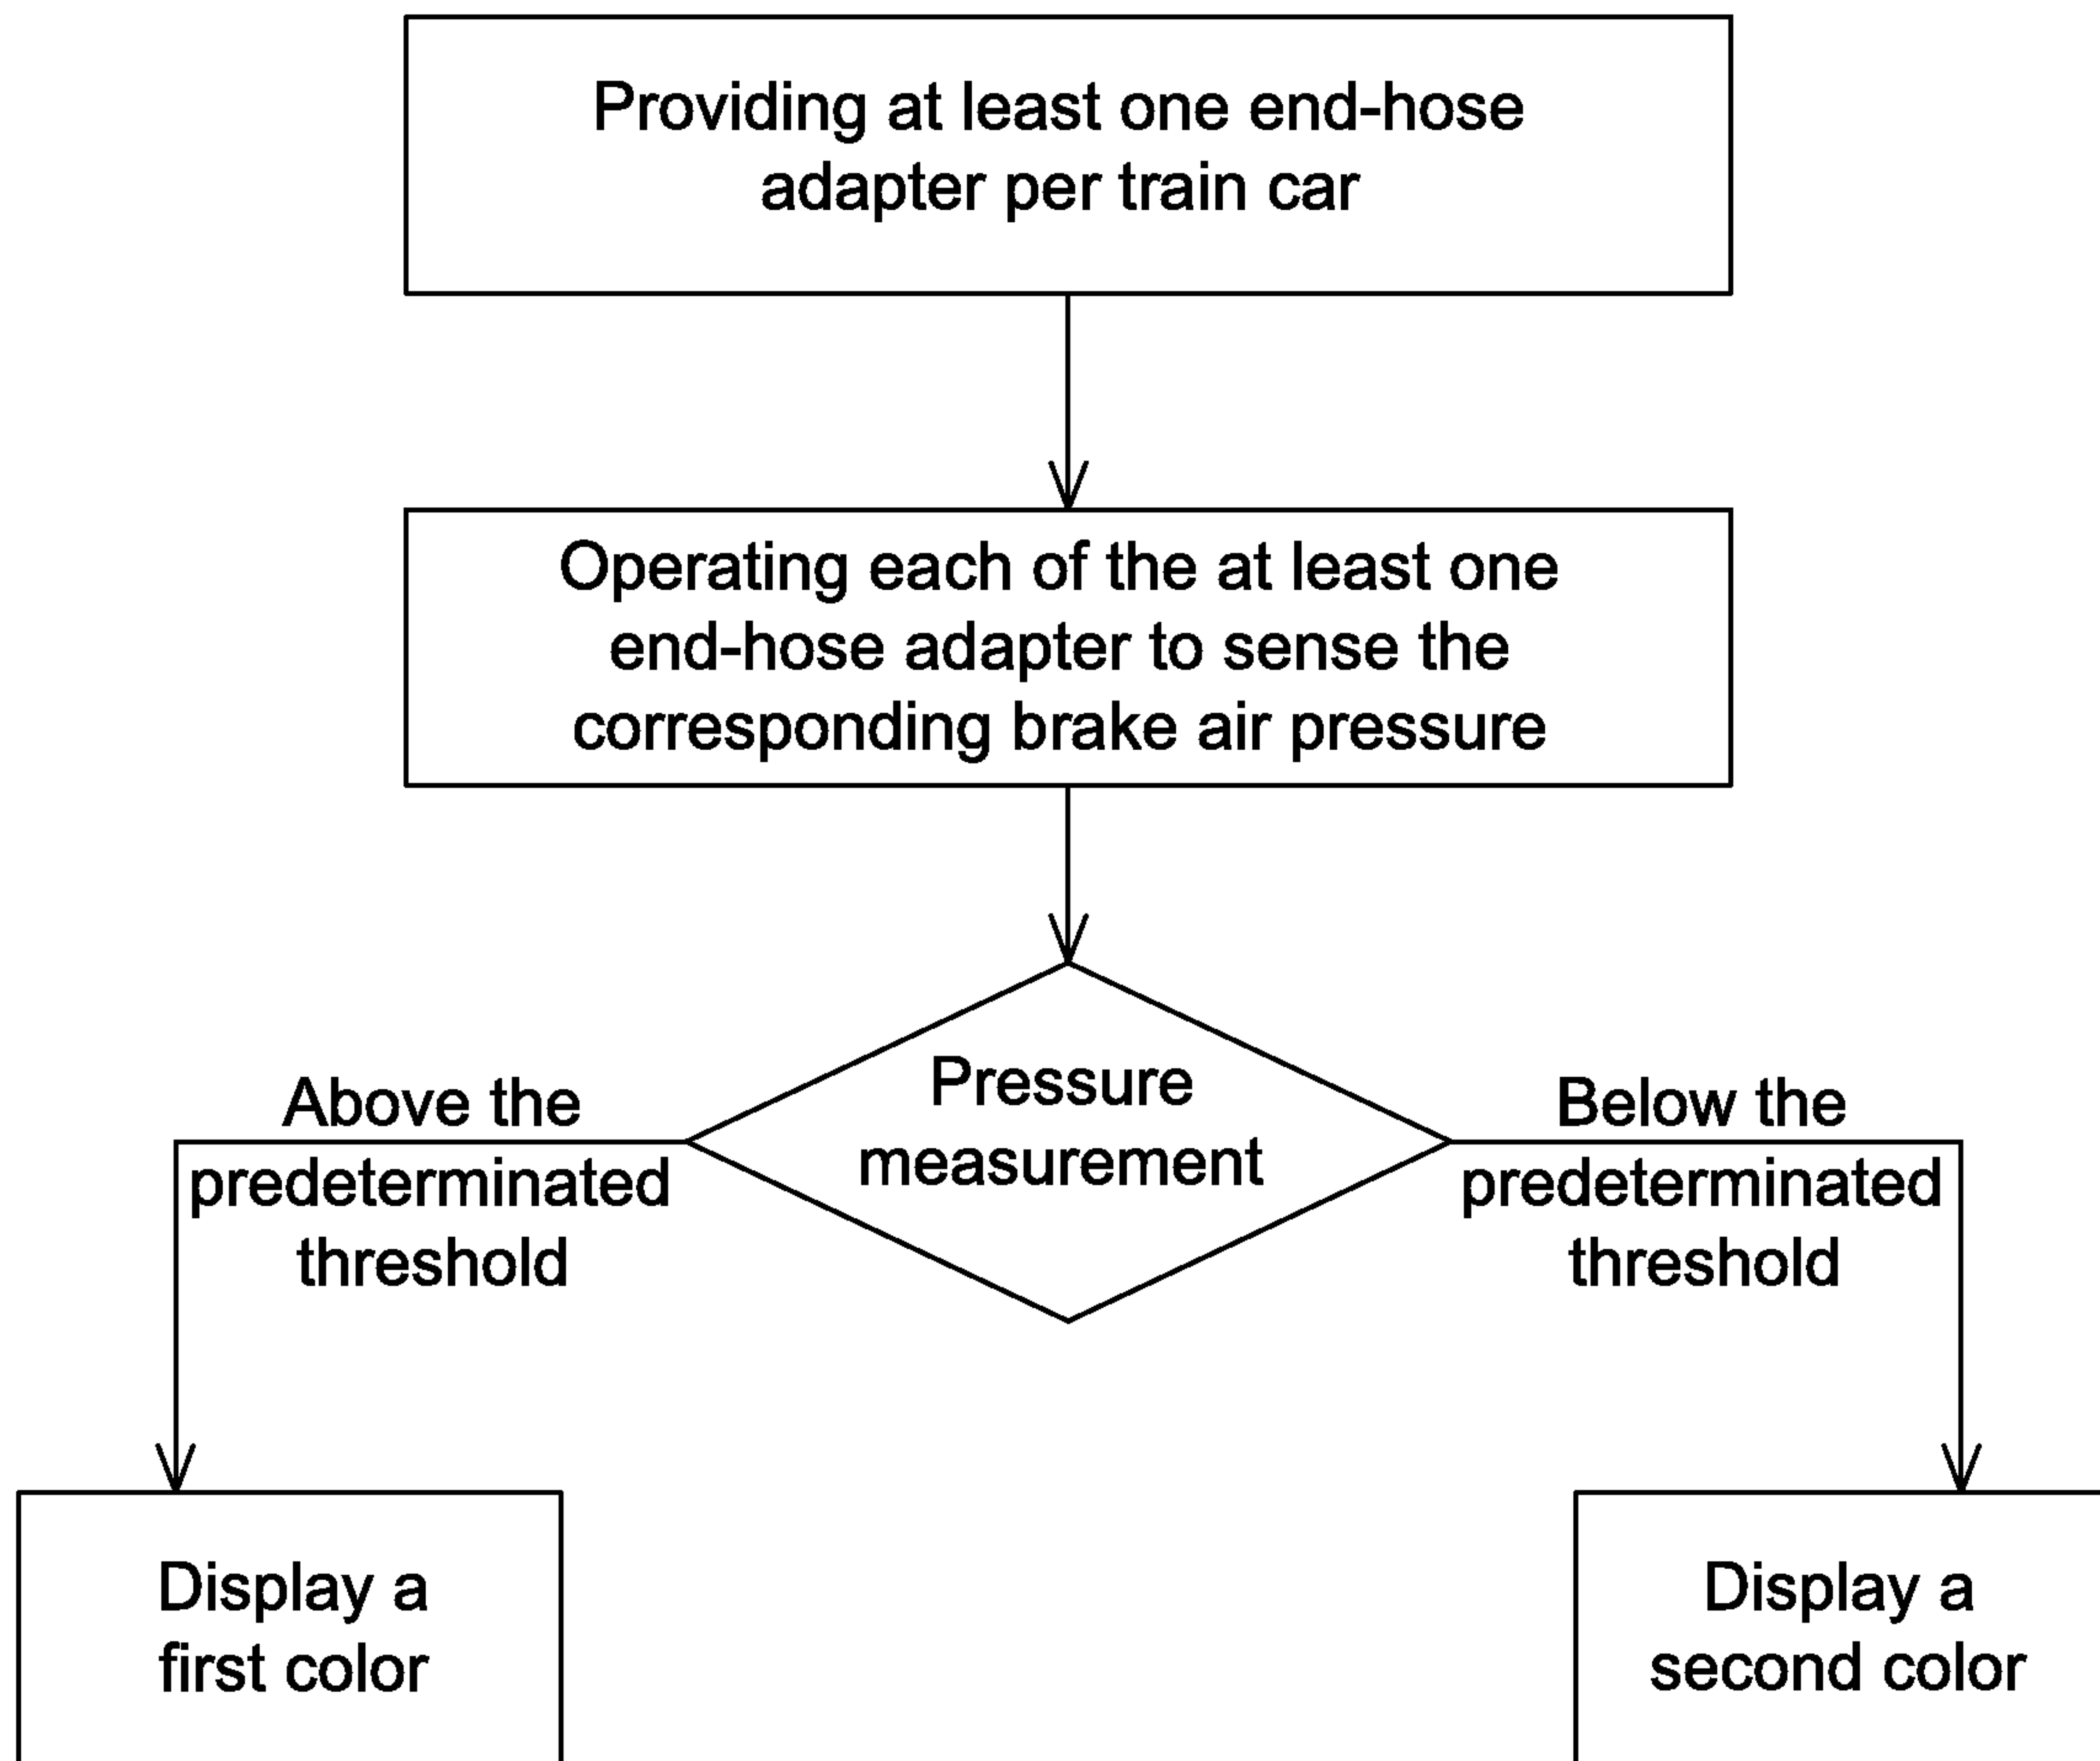 Providing at least one end-hose
adapter per train car
Operating each of the at least one
end-hose adapter to sense the
corresponding brake air pressure
Pressure
measurement
Above the
predeterminated
threshold
Below the
predeterminated
threshold
Display a
first color
Display a
second color